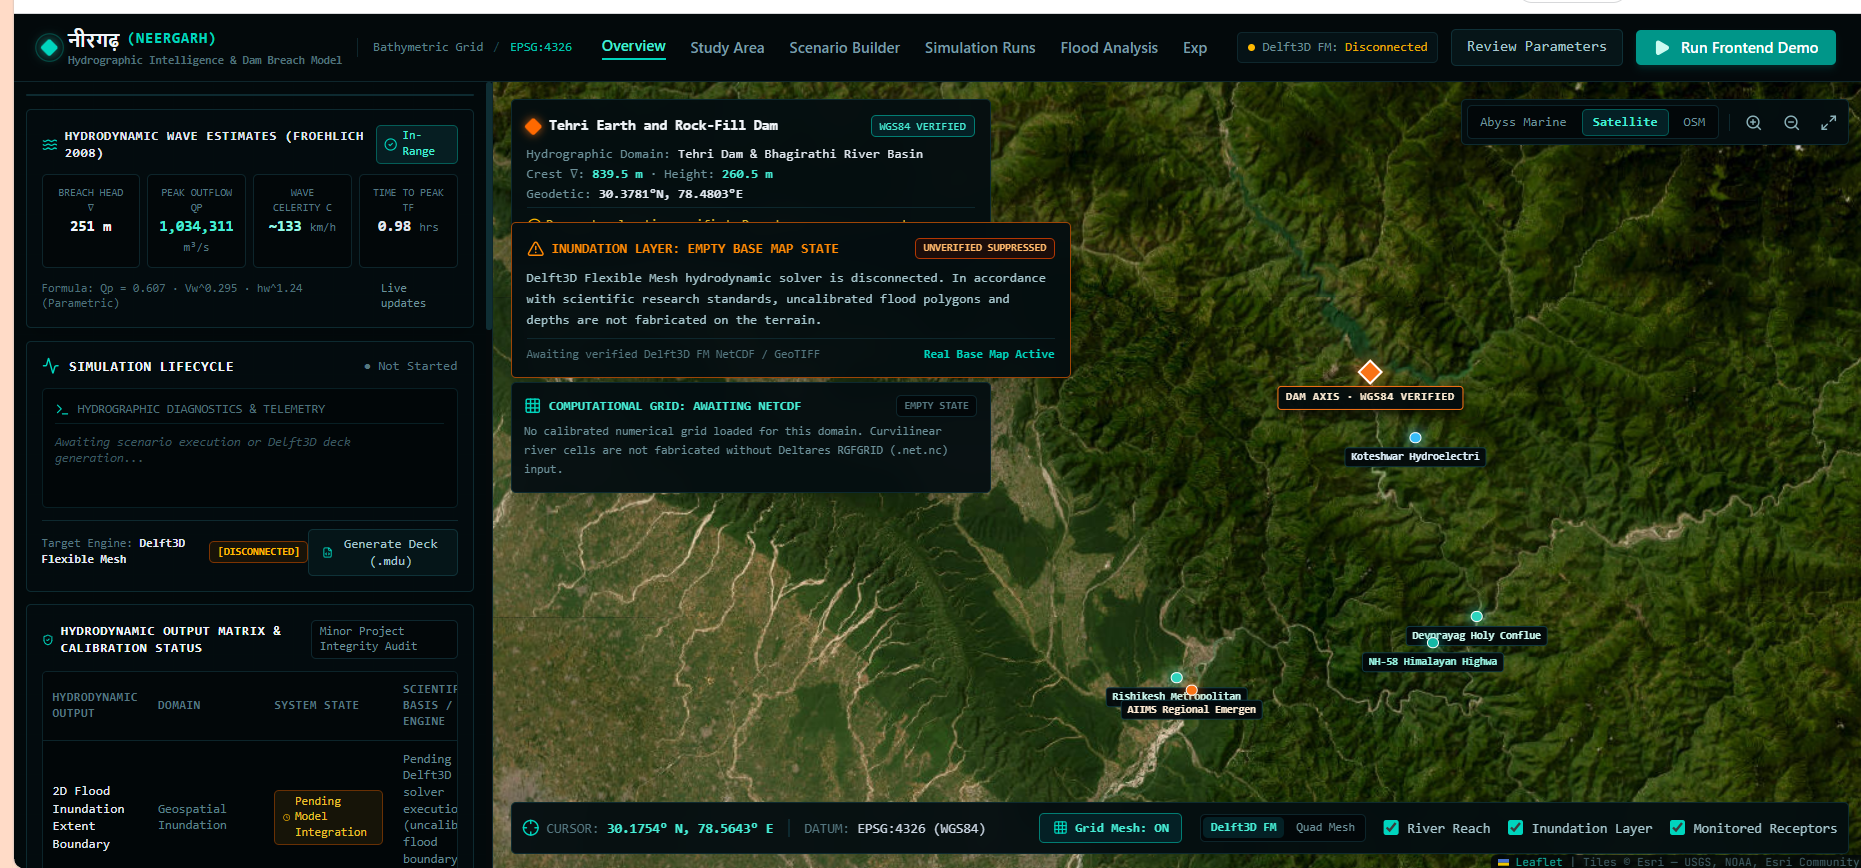 नीरगढ़ (NEERGARH)
Hydrographic Intelligence & Dam Breach Model
Bathymetric Grid / EPSG:4326
Overview
Study Area
Scenario Builder
Simulation Runs
Flood Analysis
Exp
Delft3D FM: Disconnected
Review Parameters
Run Frontend Demo
HYDRODYNAMIC WAVE ESTIMATES (FROEHLICH
2008)
In-
Range
BREACH HEAD
∇
251 m
PEAK OUTFLOW
QP
1,034,311
m³/s
WAVE
CELERITY C
~133 km/h
TIME TO PEAK
TF
0.98 hrs
Formula: Qp = 0.607 · Vw^0.295 · hw^1.24
(Parametric)
Live
updates
SIMULATION LIFECYCLE
Not Started
HYDROGRAPHIC DIAGNOSTICS & TELEMETRY
Awaiting scenario execution or Delft3D deck
generation...
Target Engine: Delft3D
Flexible Mesh
[DISCONNECTED]
Generate Deck
(.mdu)
HYDRODYNAMIC OUTPUT MATRIX &
CALIBRATION STATUS
Minor Project
Integrity Audit
HYDRODYNAMIC
OUTPUT
DOMAIN
SYSTEM STATE
SCIENTIF
BASIS /
ENGINE
2D Flood
Inundation
Extent
Boundary
Geospatial
Inundation
Pending
Model
Integration
Pending
Delft3D
solver
executio
(uncalib
flood
boundary
Tehri Earth and Rock-Fill Dam
WGS84 VERIFIED
Hydrographic Domain: Tehri Dam & Bhagirathi River Basin
Crest ∇: 839.5 m · Height: 260.5 m
Geodetic: 30.3781°N, 78.4803°E
INUNDATION LAYER: EMPTY BASE MAP STATE
UNVERIFIED SUPPRESSED
Delft3D Flexible Mesh hydrodynamic solver is disconnected. In accordance
with scientific research standards, uncalibrated flood polygons and
depths are not fabricated on the terrain.
Awaiting verified Delft3D FM NetCDF / GeoTIFF
Real Base Map Active
COMPUTATIONAL GRID: AWAITING NETCDF
EMPTY STATE
No calibrated numerical grid loaded for this domain. Curvilinear
river cells are not fabricated without Deltares RGFGRID (.net.nc)
input.
Abyss Marine
Satellite
OSM
DAM AXIS · WGS84 VERIFIED
Koteshwar Hydroelectri
Devprayag Holy Conflue
NH-58 Himalayan Highwa
Rishikesh Metropolitan
AIIMS Regional Emergen
CURSOR: 30.1754° N, 78.5643° E
DATUM: EPSG:4326 (WGS84)
Grid Mesh: ON
Delft3D FM
Quad Mesh
River Reach
Inundation Layer
Monitored Receptors
Leaflet | Tiles © Esri — USGS, NOAA, Esri Community